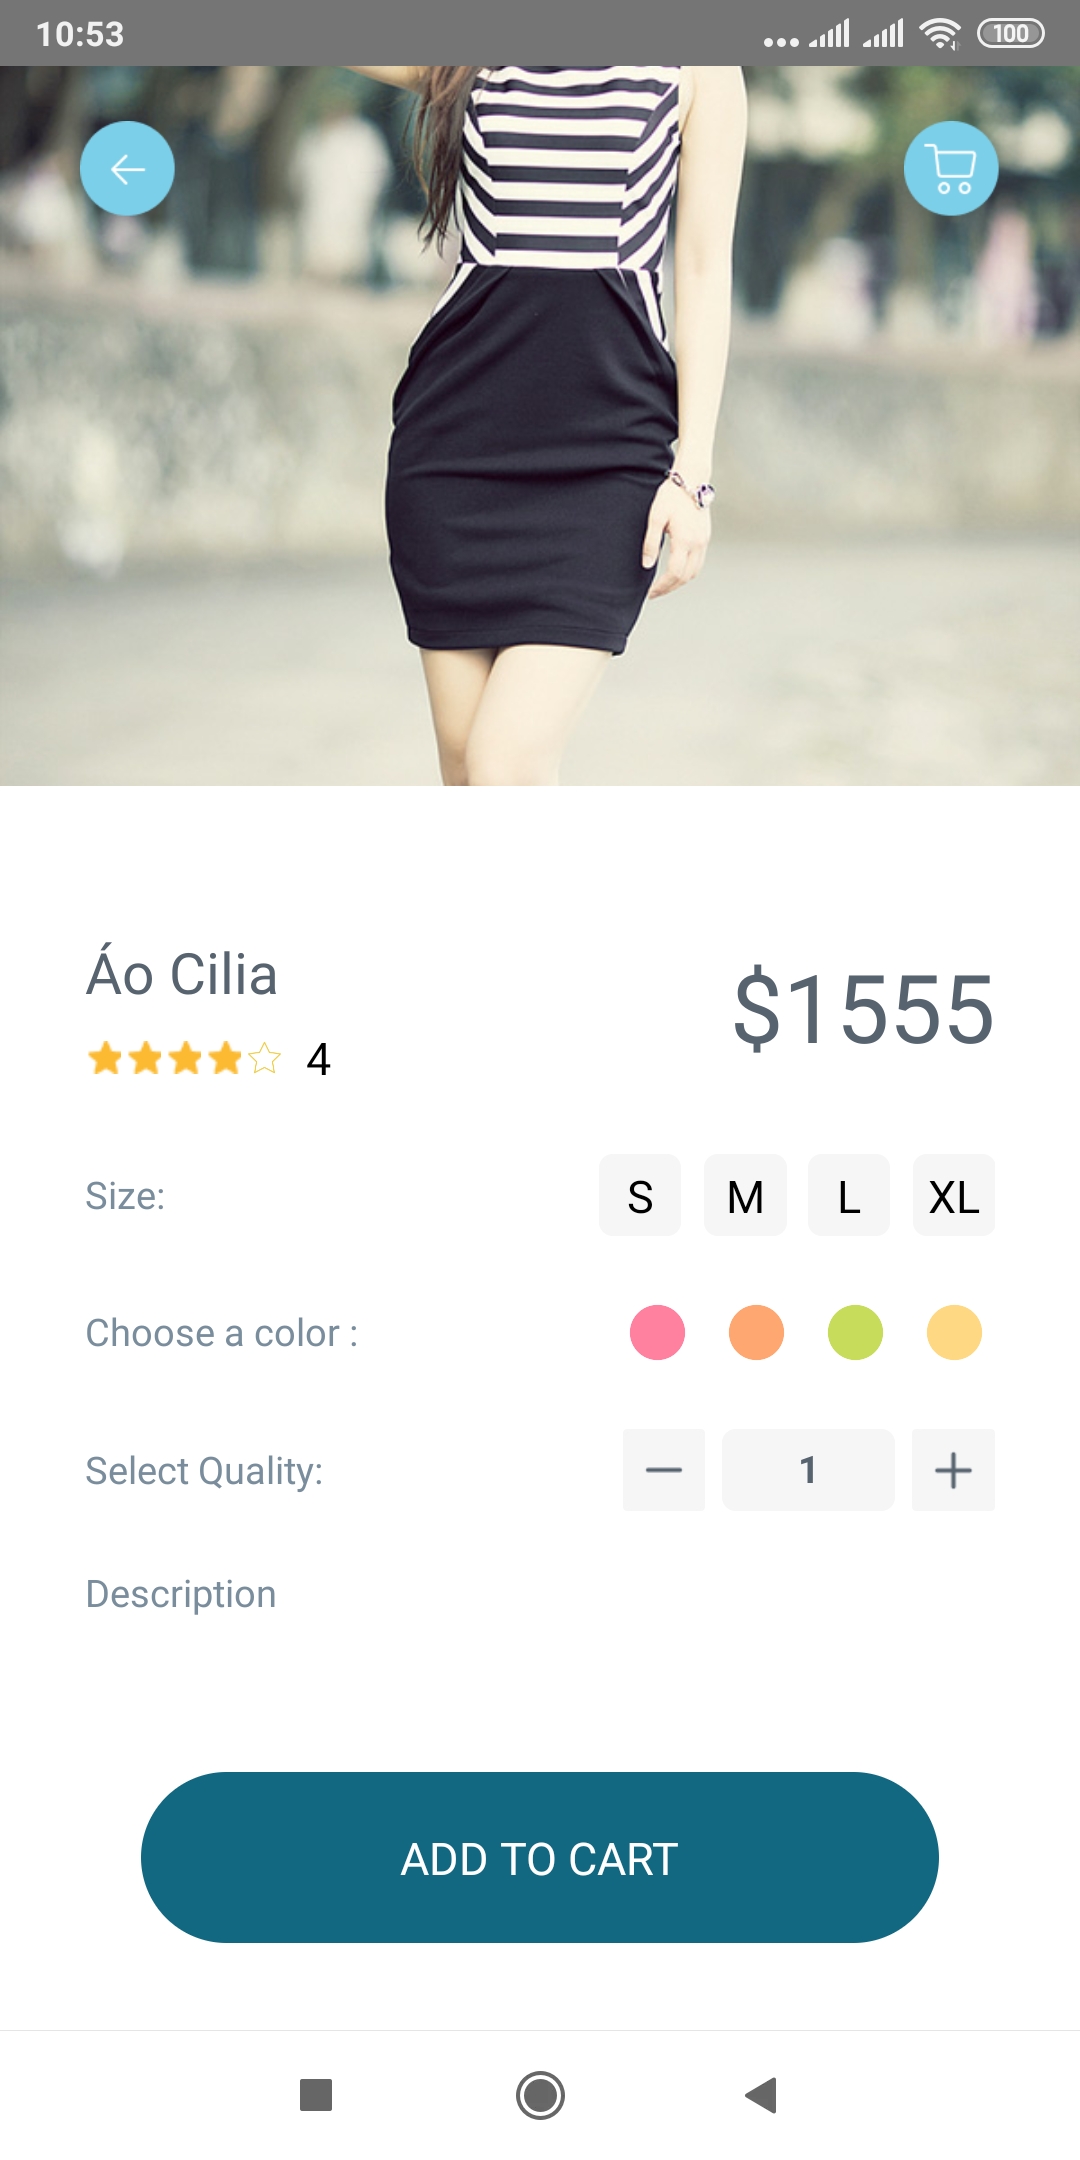 10:53
100
Áo Cilia
$1555
4
Size:
S M L XL
Choose a color :
Select Quality:
1
Description
ADD TO CART